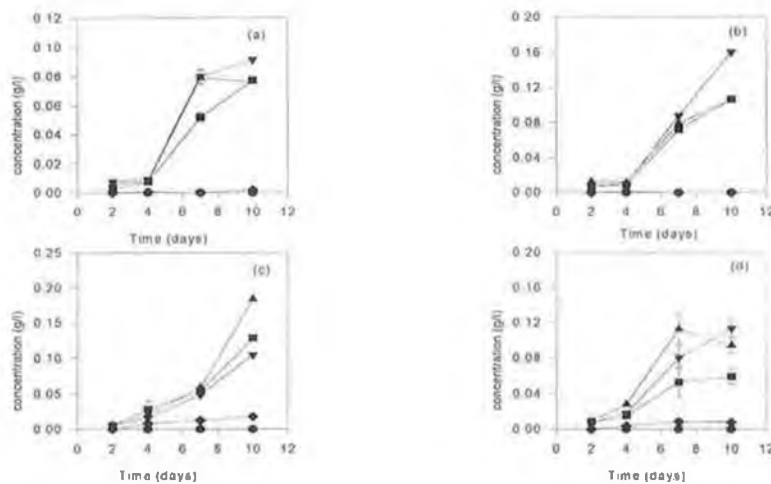 (a)
0.12
0.10
0.08
0.06
0.04
0.02
0.00
concentration (g/l)
0 2 4 6 8 10 12
Time (days)
(b)
0.16
0.12
0.08
0.04
0.00
concentration (g/l)
0 2 4 6 8 10 12
Time (days)
(c)
0.25
0.20
0.15
0.10
0.05
0.00
concentration (g/l)
0 2 4 6 8 10 12
Time (days)
(d)
0.20
0.16
0.12
0.08
0.04
0.00
concentration (g/l)
0 2 4 6 8 10 12
Time (days)